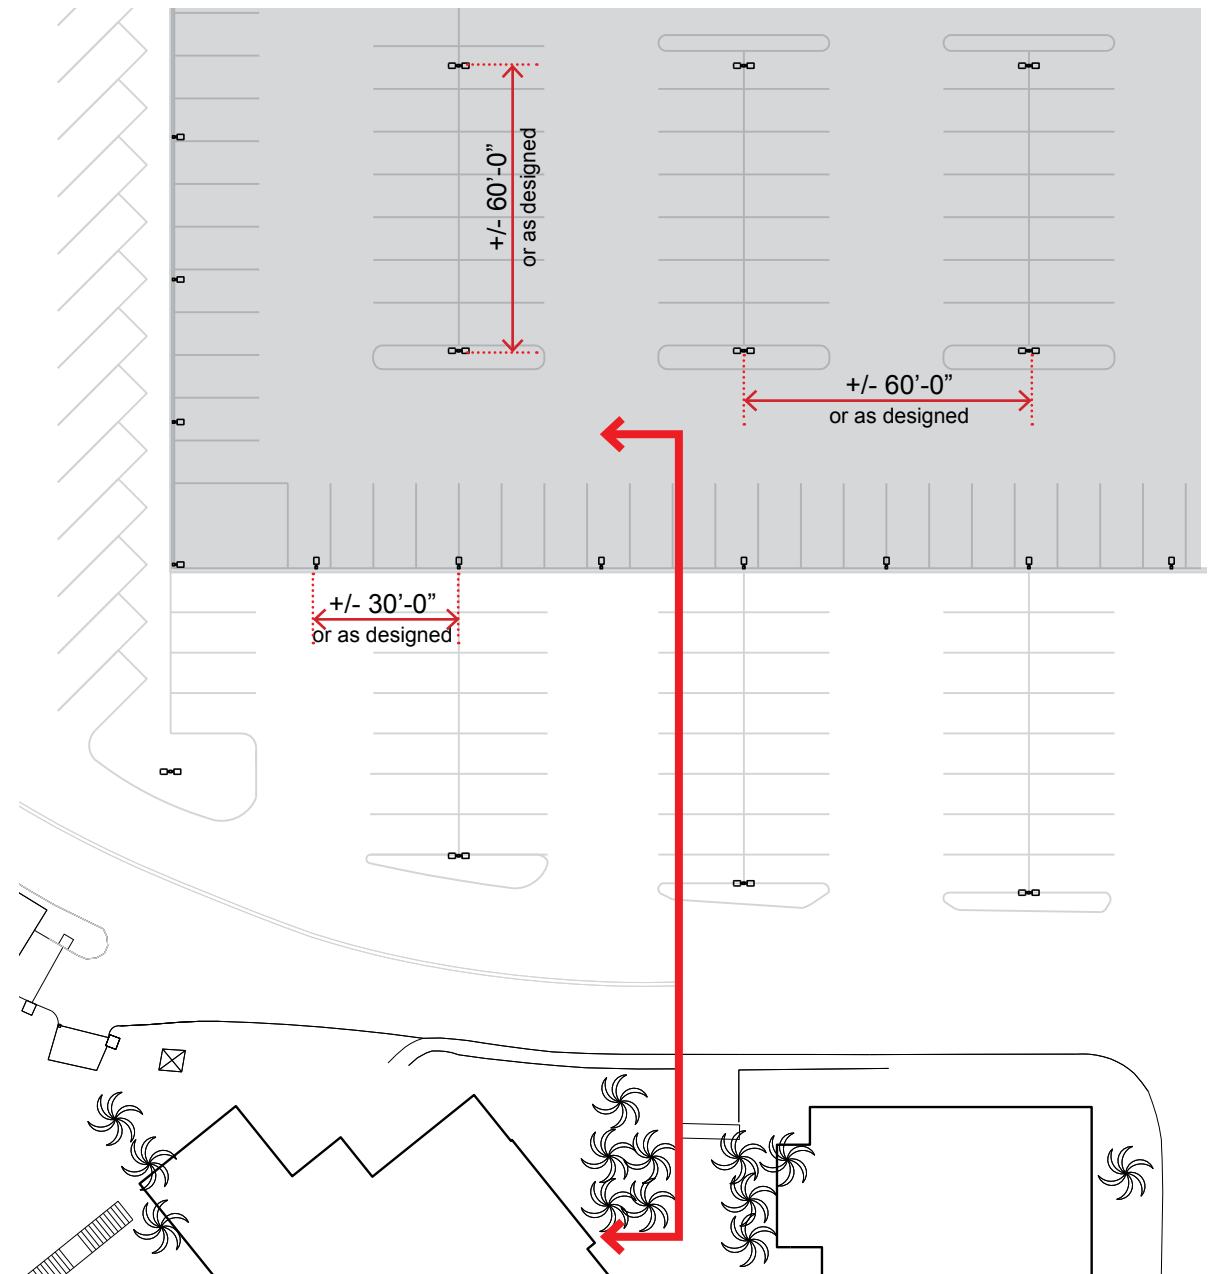 +/- 60’-0”
or as designed
+/- 60’-0”
or as designed
+/- 30’-0”
or as designed